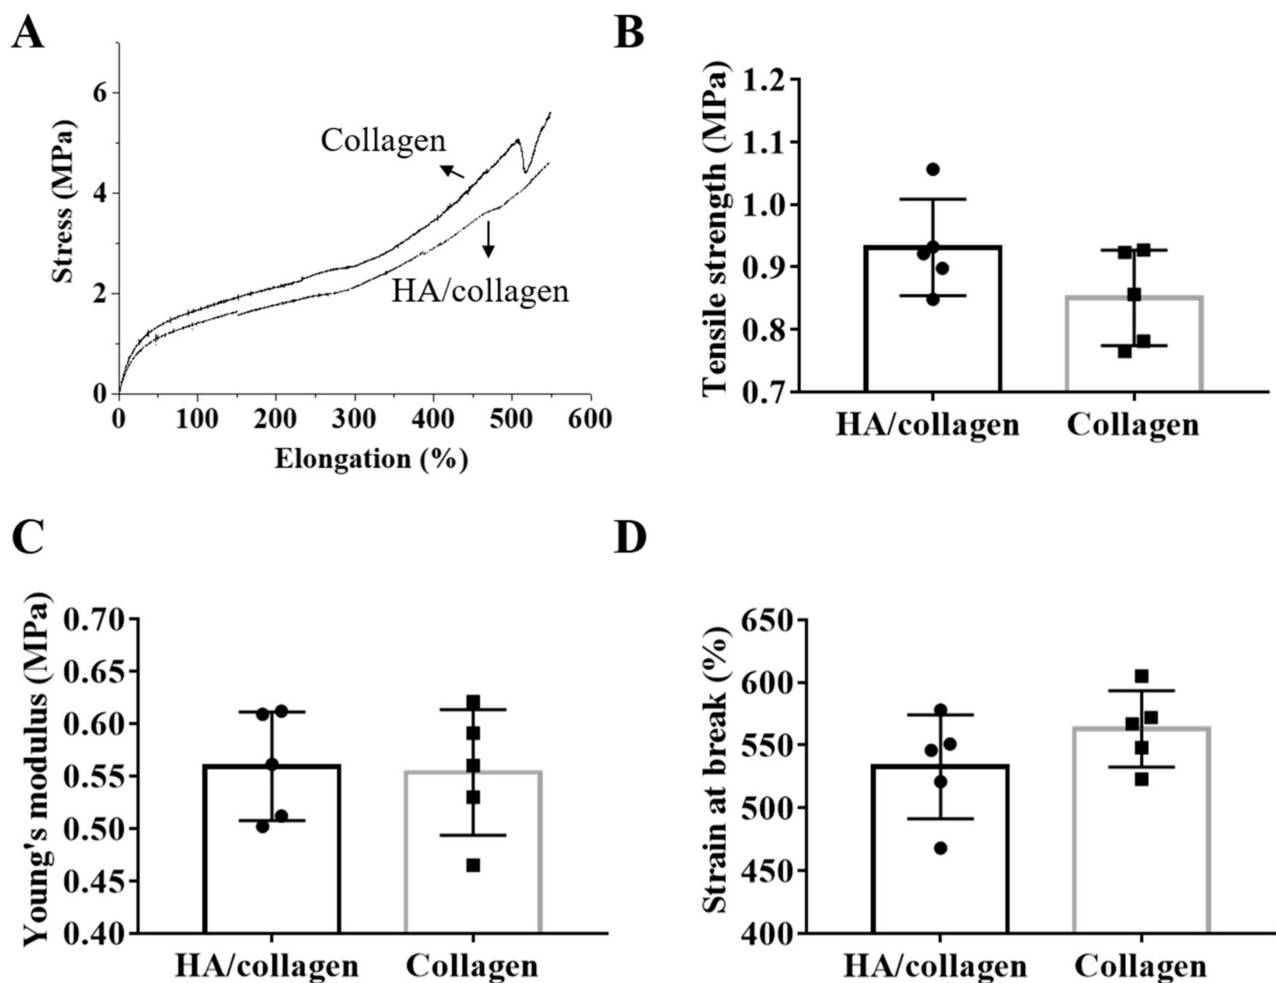 A
Stress (MPa)
6
4
2
0
Collagen
HA/collagen
0 100 200 300 400 500 600
Elongation (%)
B
Tensile strength (MPa)
1.2
1.1
1.0
0.9
0.8
0.7
HA/collagen Collagen
C
Young's modulus (MPa)
0.70
0.65
0.60
0.55
0.50
0.45
0.40
HA/collagen Collagen
D
Strain at break (%)
650
600
550
500
450
400
HA/collagen Collagen